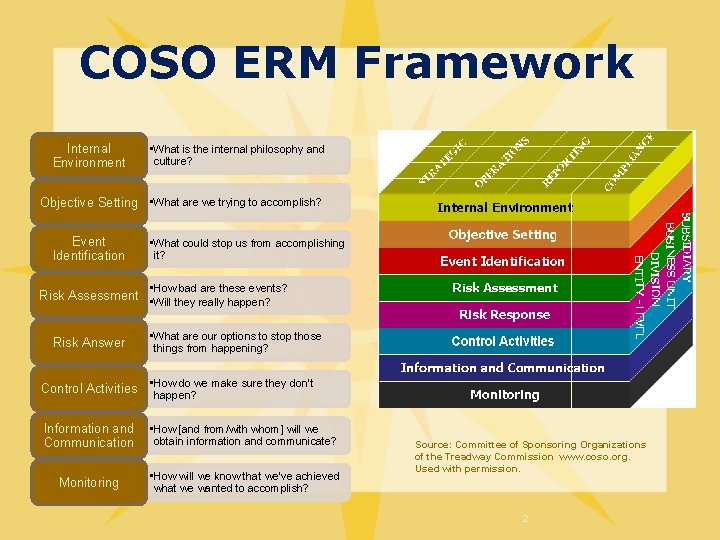 COSO ERM Framework
Internal
Environment
•What is the internal philosophy and
culture?
Objective Setting
•What are we trying to accomplish?
Event
Identification
•What could stop us from accomplishing
it?
Risk Assessment
•How bad are these events?
•Will they really happen?
Risk Answer
•What are our options to stop those
things from happening?
Control Activities
•How do we make sure they don't
happen?
Information and
Communication
•How [and from/with whom] will we
obtain information and communicate?
Monitoring
•How will we know that we've achieved
what we wanted to accomplish?
STRATEGIC
OPERATIONS
REPORTING
COMPLIANCE
Internal Environment
Objective Setting
Event Identification
Risk Assessment
Risk Response
Control Activities
Information and Communication
Monitoring
ENTITY - LEVEL
DIVISION
BUSINESS UNIT
SUBSIDIARY
Source: Committee of Sponsoring Organizations
of the Treadway Commission www.coso.org.
Used with permission.
2